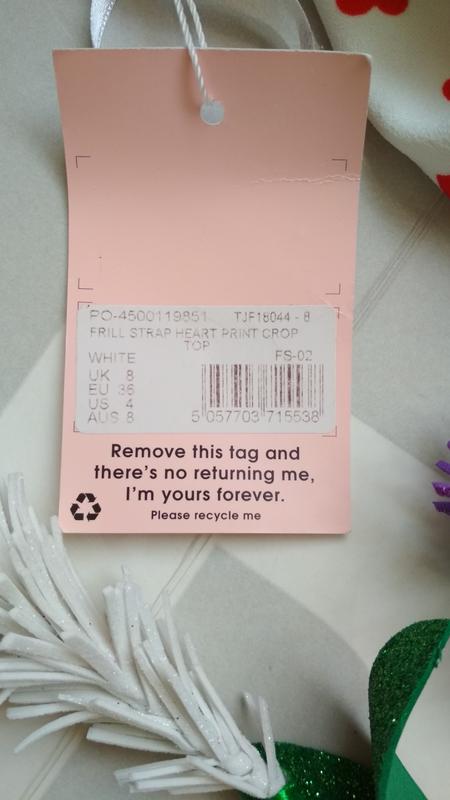 PO-4500119851 TJF18044 - 8
FRILL STRAP HEART PRINT CROP
TOP
WHITE FS-02
UK 8
EU 36
US 4
AUS 8
5 057703 715538
Remove this tag and
there's no returning me,
I'm yours forever.
Please recycle me